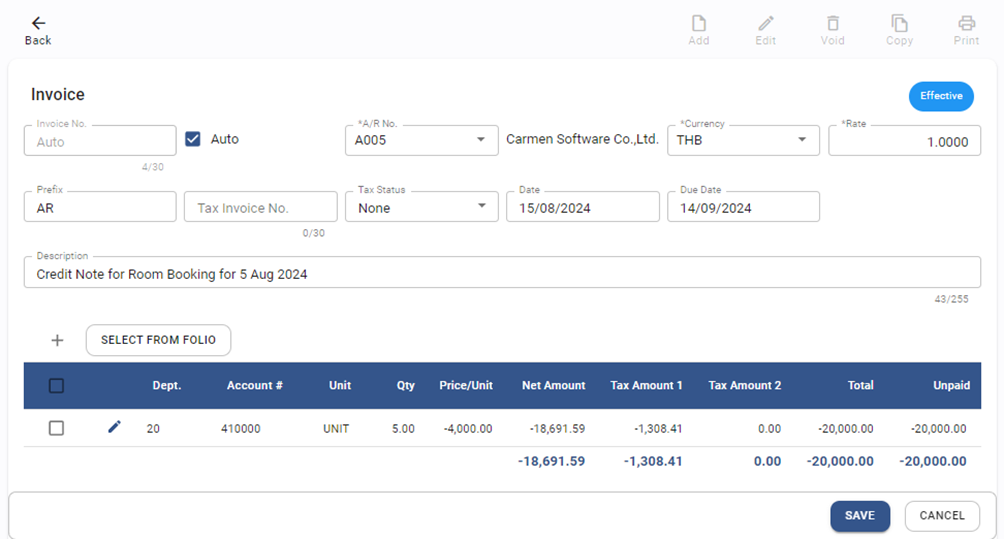 Back
Add Edit Void Copy Print
Invoice
Effective
Invoice No. *A/R No. *Currency *Rate
Auto Auto A005 Carmen Software Co.,Ltd. THB 1.0000
4/30
Prefix Tax Status Date Due Date
AR Tax Invoice No. None 15/08/2024 14/09/2024
0/30
Description
Credit Note for Room Booking for 5 Aug 2024
43/255
+ SELECT FROM FOLIO
Dept. Account # Unit Qty Price/Unit Net Amount Tax Amount 1 Tax Amount 2 Total Unpaid
20 410000 UNIT 5.00 -4,000.00 -18,691.59 -1,308.41 0.00 -20,000.00 -20,000.00
-18,691.59 -1,308.41 0.00 -20,000.00 -20,000.00
SAVE CANCEL